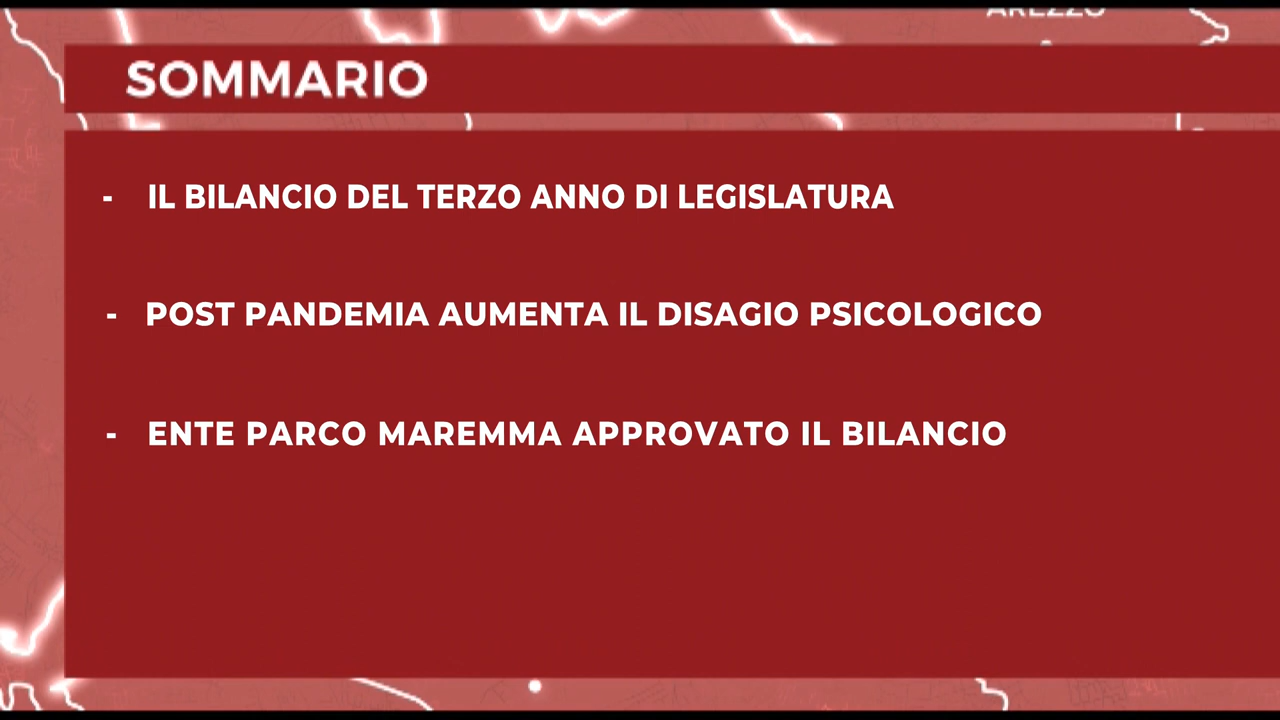 AREZZO
SOMMARIO
- IL BILANCIO DEL TERZO ANNO DI LEGISLATURA
- POST PANDEMIA AUMENTA IL DISAGIO PSICOLOGICO
- ENTE PARCO MAREMMA APPROVATO IL BILANCIO